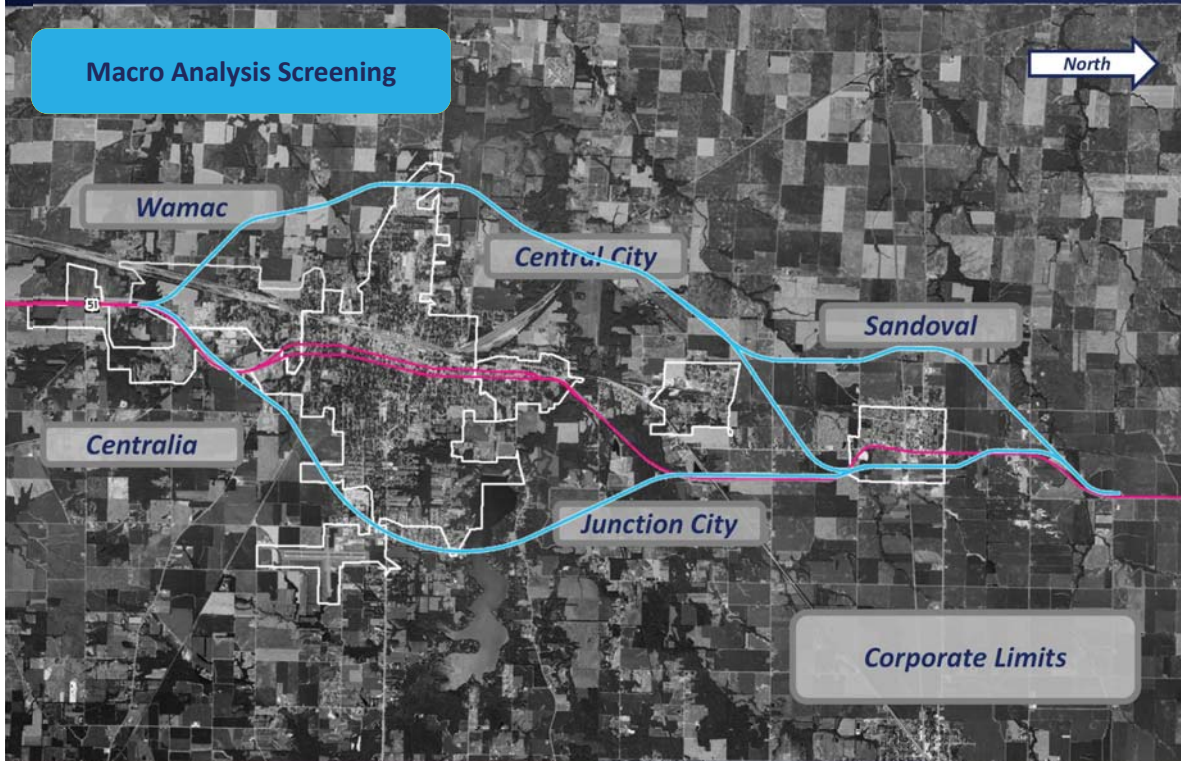 Macro Analysis Screening
North
Wamac
Central City
Sandoval
51
Centralia
Junction City
Corporate Limits